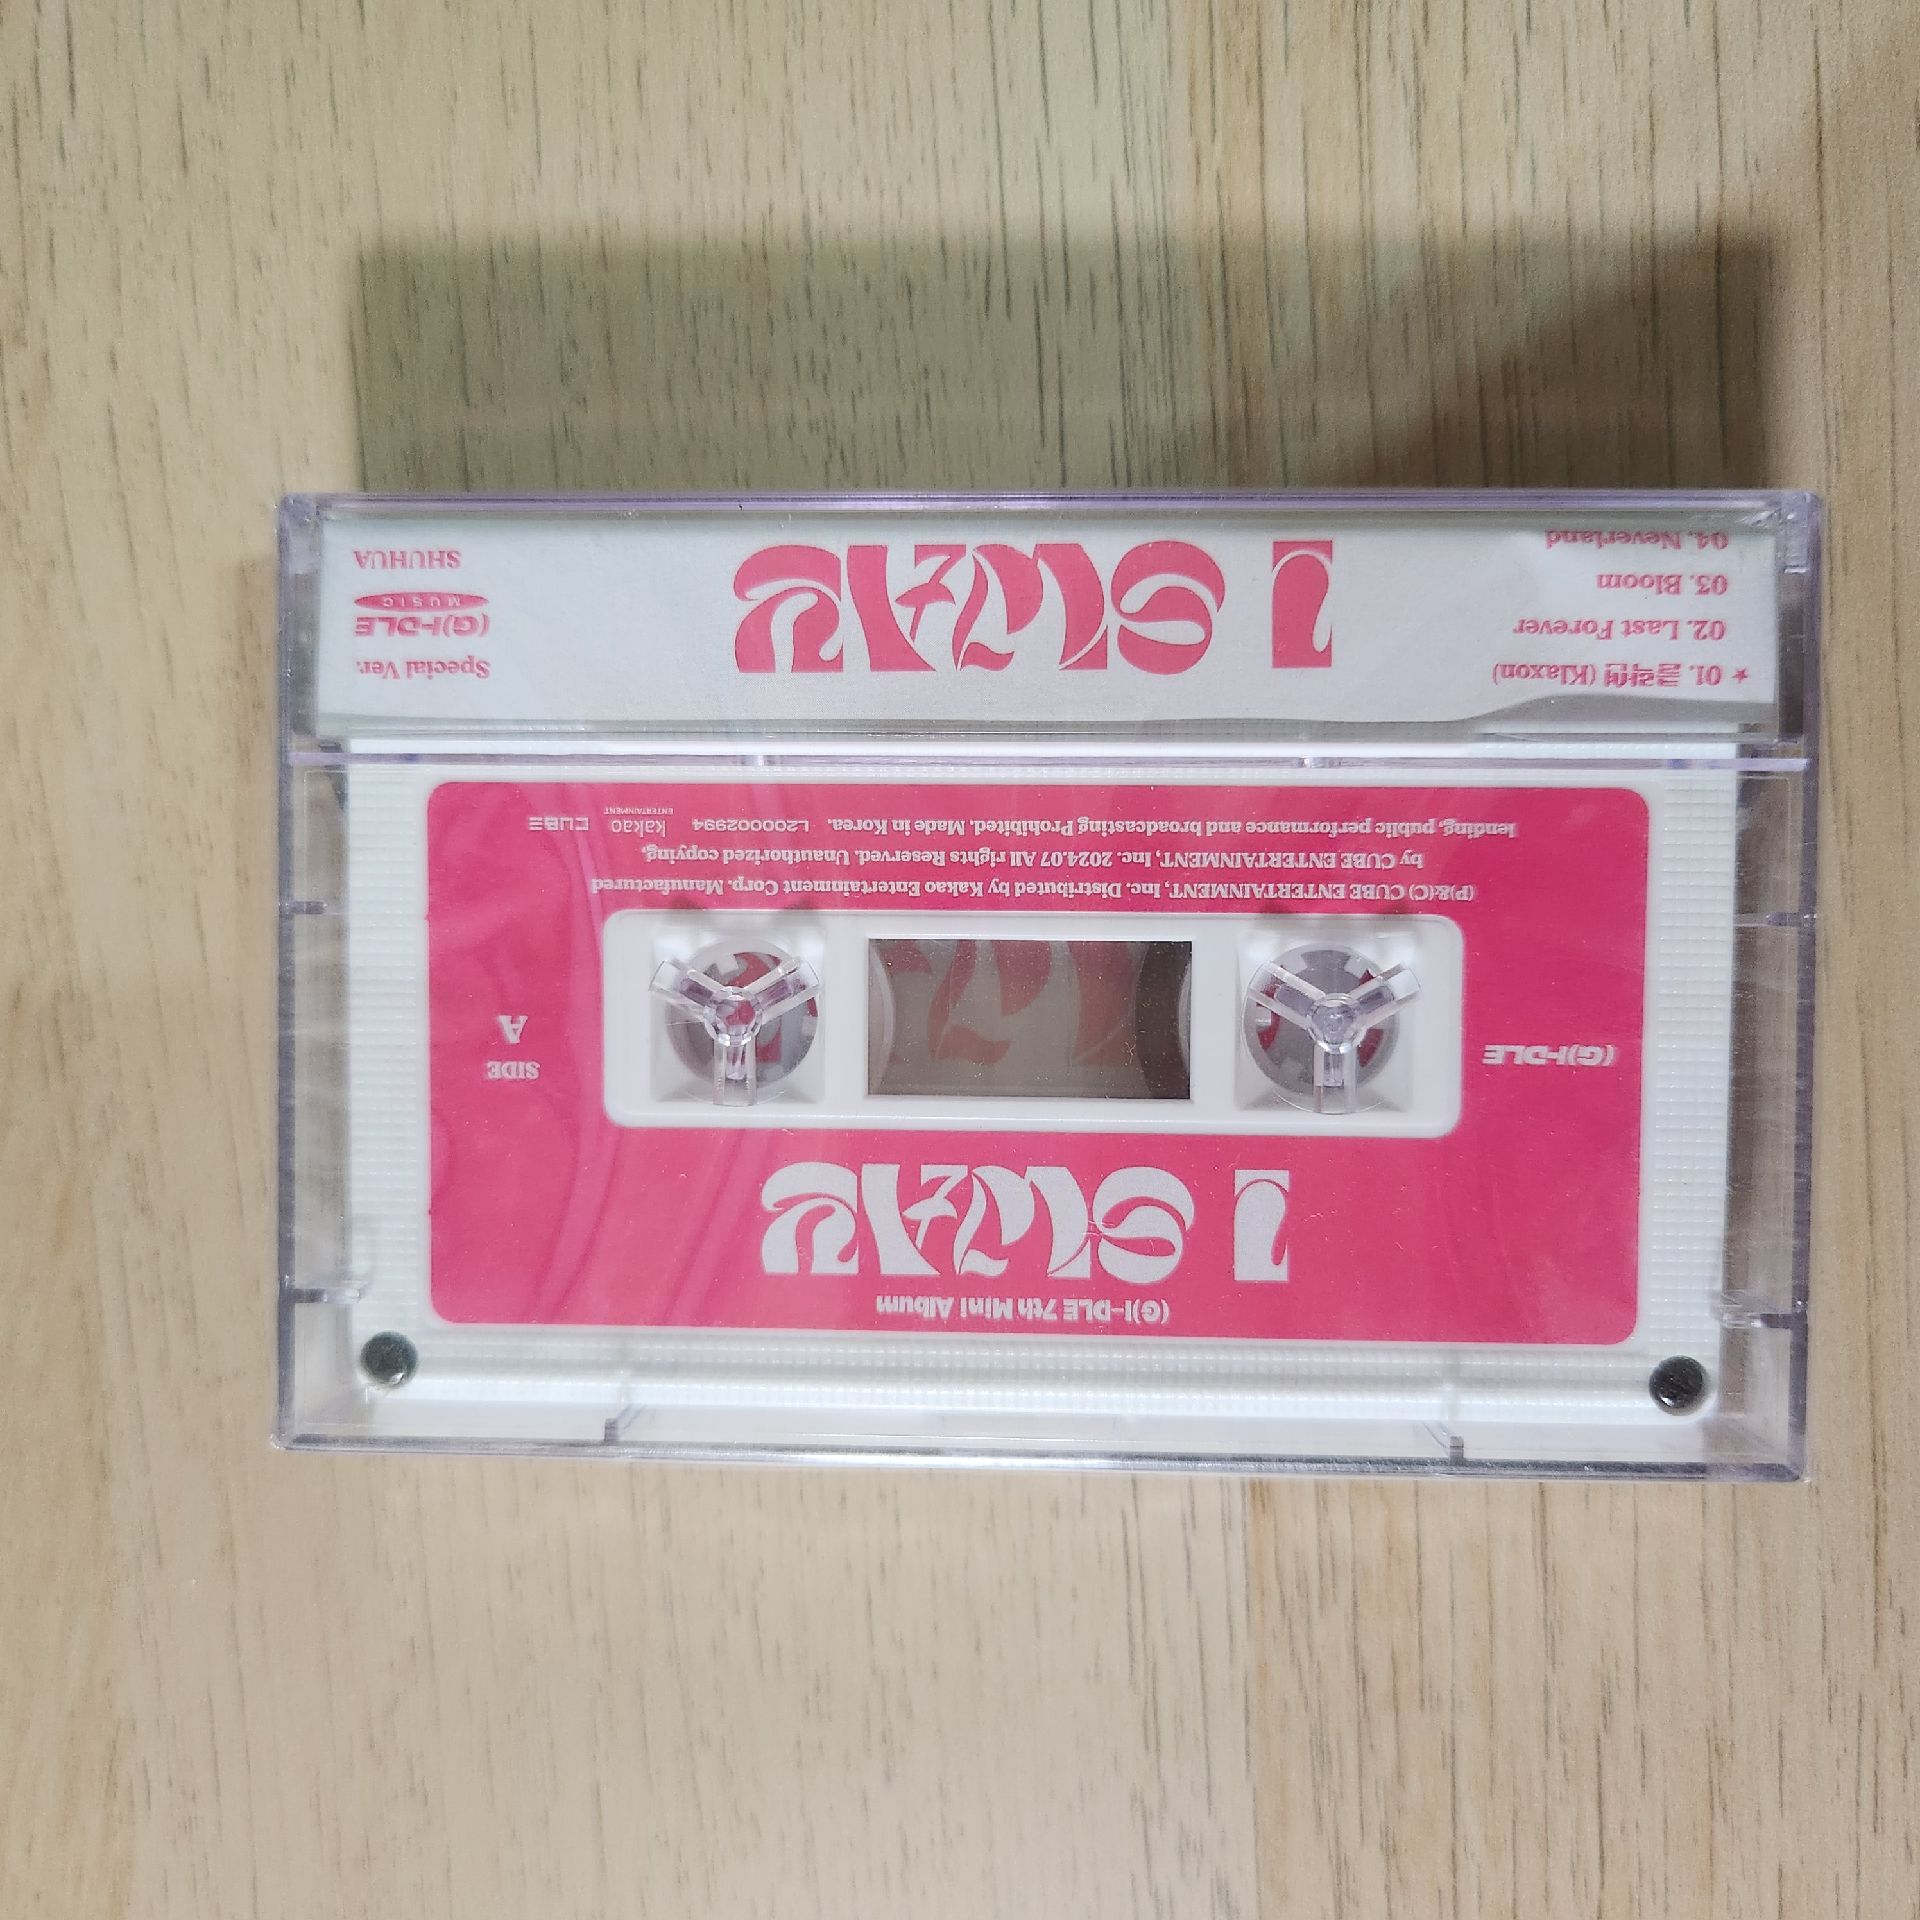 (G)I-DLE 7th Mini Album
I SWAY
(G)I-DLE
SIDE
A
(P)&(C) CUBE ENTERTAINMENT, Inc. Distributed by Kakao Entertainment Corp. Manufactured
by CUBE ENTERTAINMENT, Inc. 2024.07 All rights Reserved. Unauthorized copying,
lending, public performance and broadcasting Prohibited. Made in Korea. L200002994 kakao ENTERTAINMENT CUBE
★ 01. 클락션 (Klaxon)
02. Last Forever
03. Bloom
04. Neverland
I SWAY
Special Ver.
(G)I-DLE
MUSIC
SHUHUA